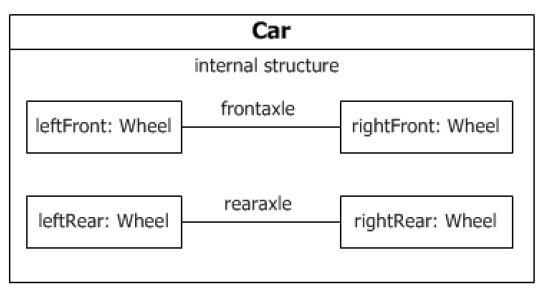 Car
internal structure
frontaxle
leftFront: Wheel
rightFront: Wheel
rearaxle
leftRear: Wheel
rightRear: Wheel